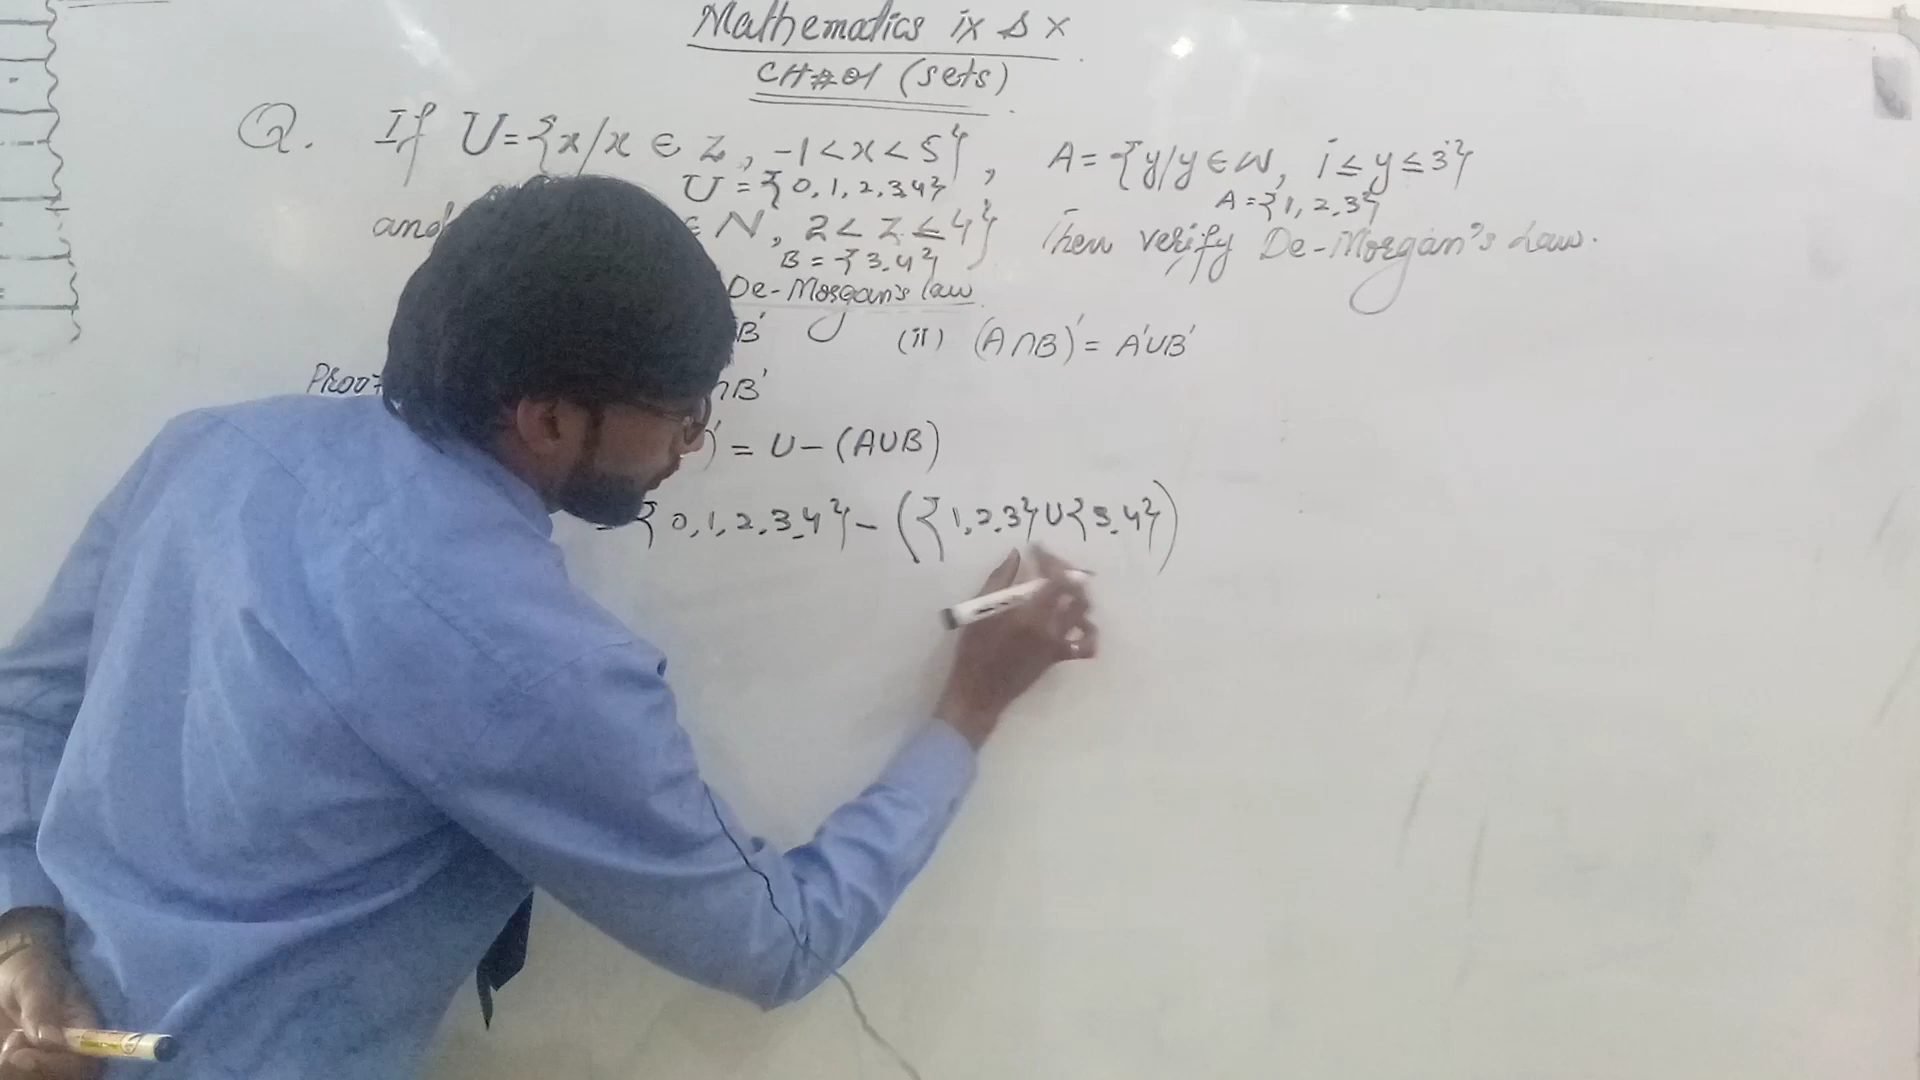 Mathematics ix & x
CH#01 (sets)
Q. If U={x/x ∈ Z, -1<x<5}, A={y/y∈W, 1≤y≤3}
U={0,1,2,3,4}
A={1,2,3}
and ∈ N, 2<Z≤4} Then verify De-Morgan's Law.
B={3,4}
De-Morgan's law
B' (ii) (A∩B)'=A'UB'
Proof ∩B'
)'=U-(AUB)
={0,1,2,3,4}-({1,2,3}U{3,4})